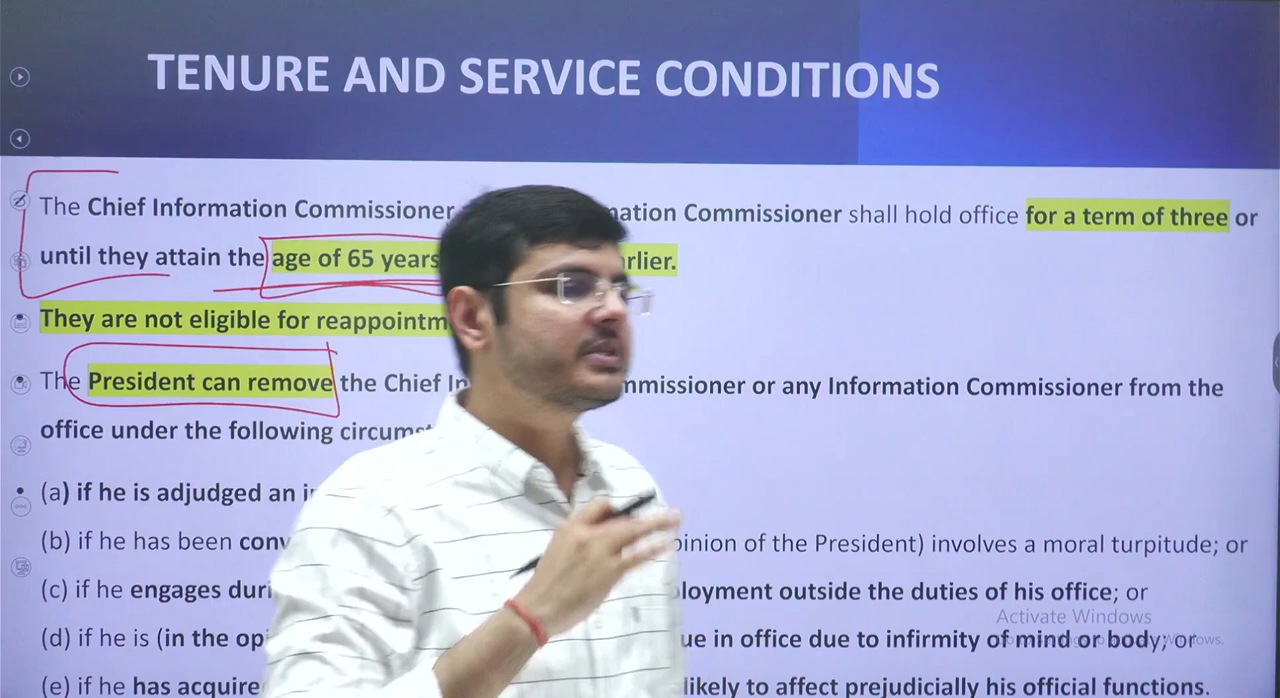 TENURE AND SERVICE CONDITIONS
The Chief Information Commissioner ation Commissioner shall hold office for a term of three or
until they attain the age of 65 years rlier.
They are not eligible for reappointm
The President can remove the Chief In mmissioner or any Information Commissioner from the
office under the following circums
(a) if he is adjudged an i
(b) if he has been conv pinion of the President) involves a moral turpitude; or
(c) if he engages duri loyment outside the duties of his office; or
Activate Windows
(d) if he is (in the op ue in office due to infirmity of mind or body; or
(e) if he has acquire likely to affect prejudicially his official functions.